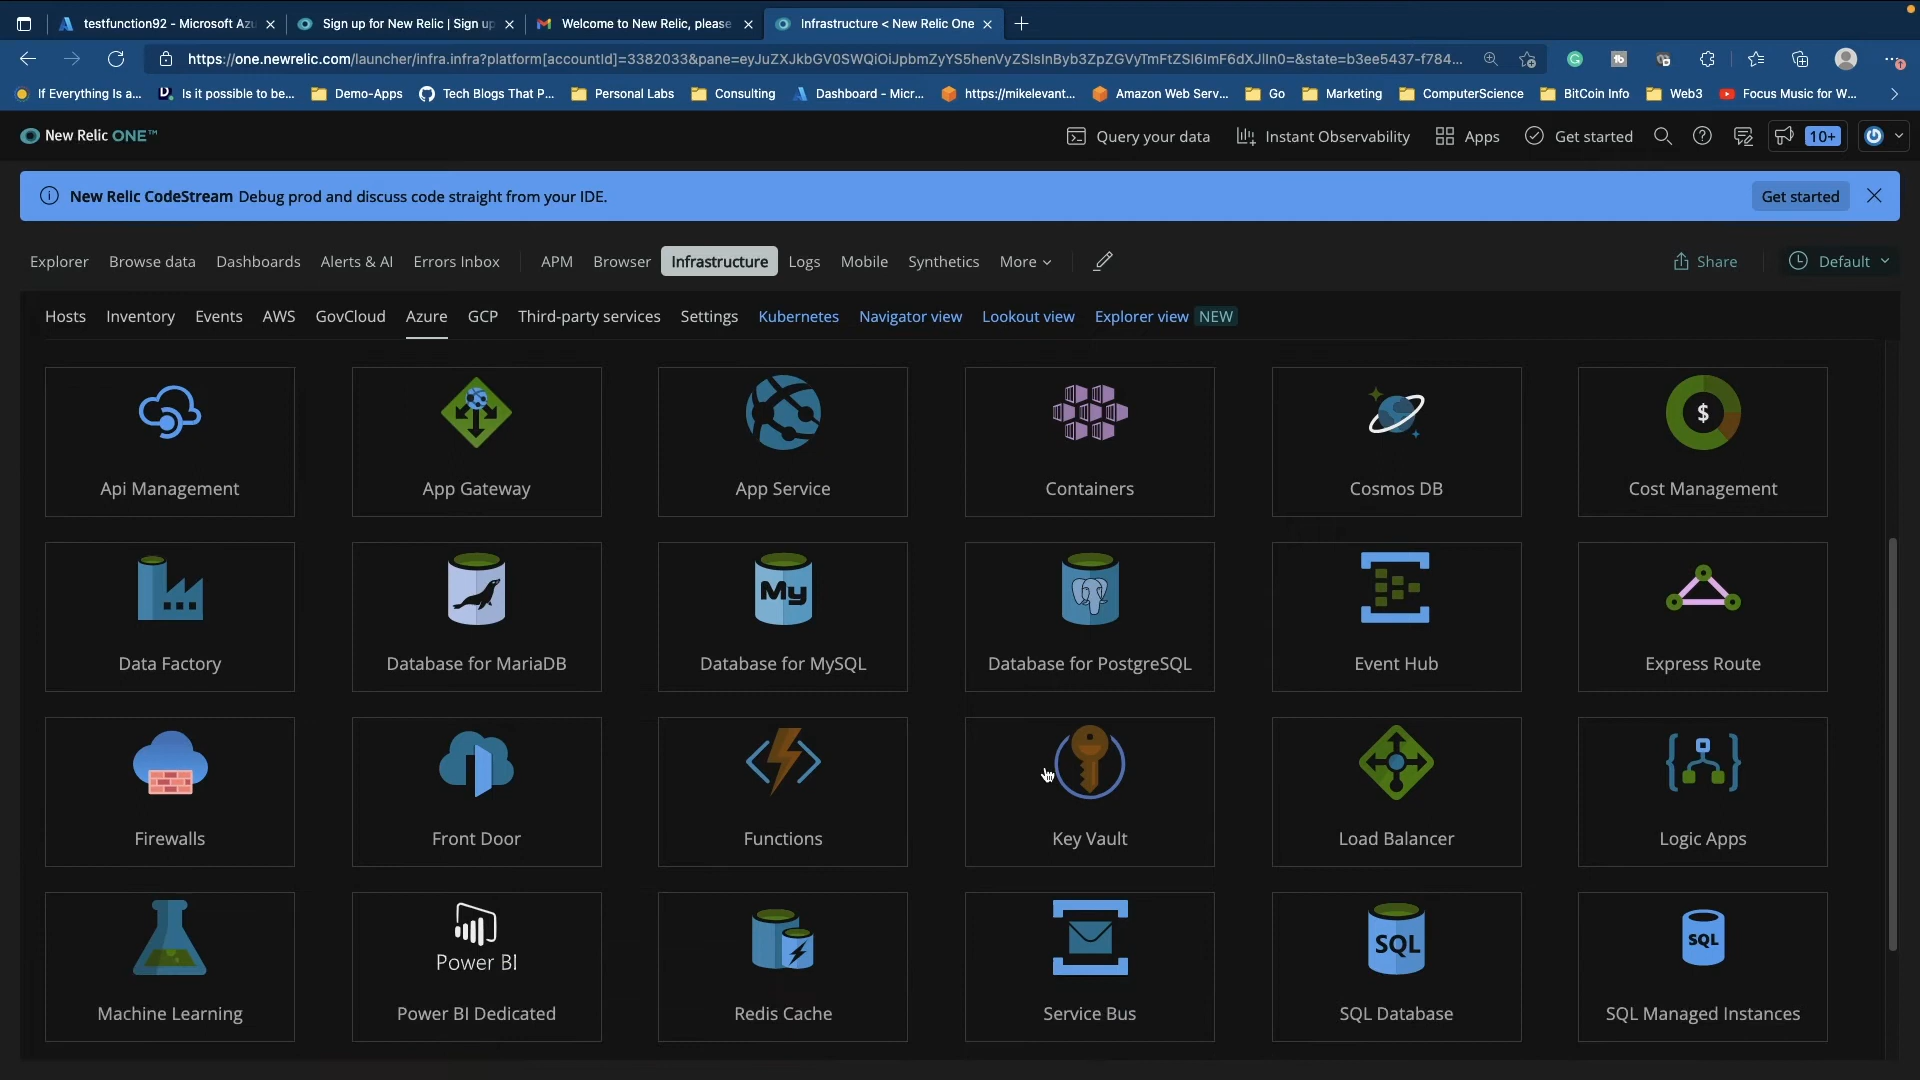 testfunction92 - Microsoft Azu
Sign up for New Relic | Sign up
Welcome to New Relic, please
Infrastructure < New Relic One
https://one.newrelic.com/launcher/infra.infra?platform[accountId]=3382033&pane=eyJuZXJkbGV0SWQiOiJpbmZyYS5henVyZSIsInByb3ZpZGVyTmFtZSI6ImF6dXJlIn0=&state=b3ee5437-f784...
If Everything Is a...
Is it possible to be...
Demo-Apps
Tech Blogs That P...
Personal Labs
Consulting
Dashboard - Micr...
https://mikelevant...
Amazon Web Serv...
Go
Marketing
ComputerScience
BitCoin Info
Web3
Focus Music for W...
New Relic ONE™
Query your data
Instant Observability
Apps
Get started
10+
New Relic CodeStream Debug prod and discuss code straight from your IDE.
Get started
Explorer
Browse data
Dashboards
Alerts & AI
Errors Inbox
APM
Browser
Infrastructure
Logs
Mobile
Synthetics
More
Share
Default
Hosts
Inventory
Events
AWS
GovCloud
Azure
GCP
Third-party services
Settings
Kubernetes
Navigator view
Lookout view
Explorer view NEW
$
Api Management
App Gateway
App Service
Containers
Cosmos DB
Cost Management
My
Data Factory
Database for MariaDB
Database for MySQL
Database for PostgreSQL
Event Hub
Express Route
Firewalls
Front Door
Functions
Key Vault
Load Balancer
Logic Apps
Power BI
SQL
SQL
Machine Learning
Power BI Dedicated
Redis Cache
Service Bus
SQL Database
SQL Managed Instances